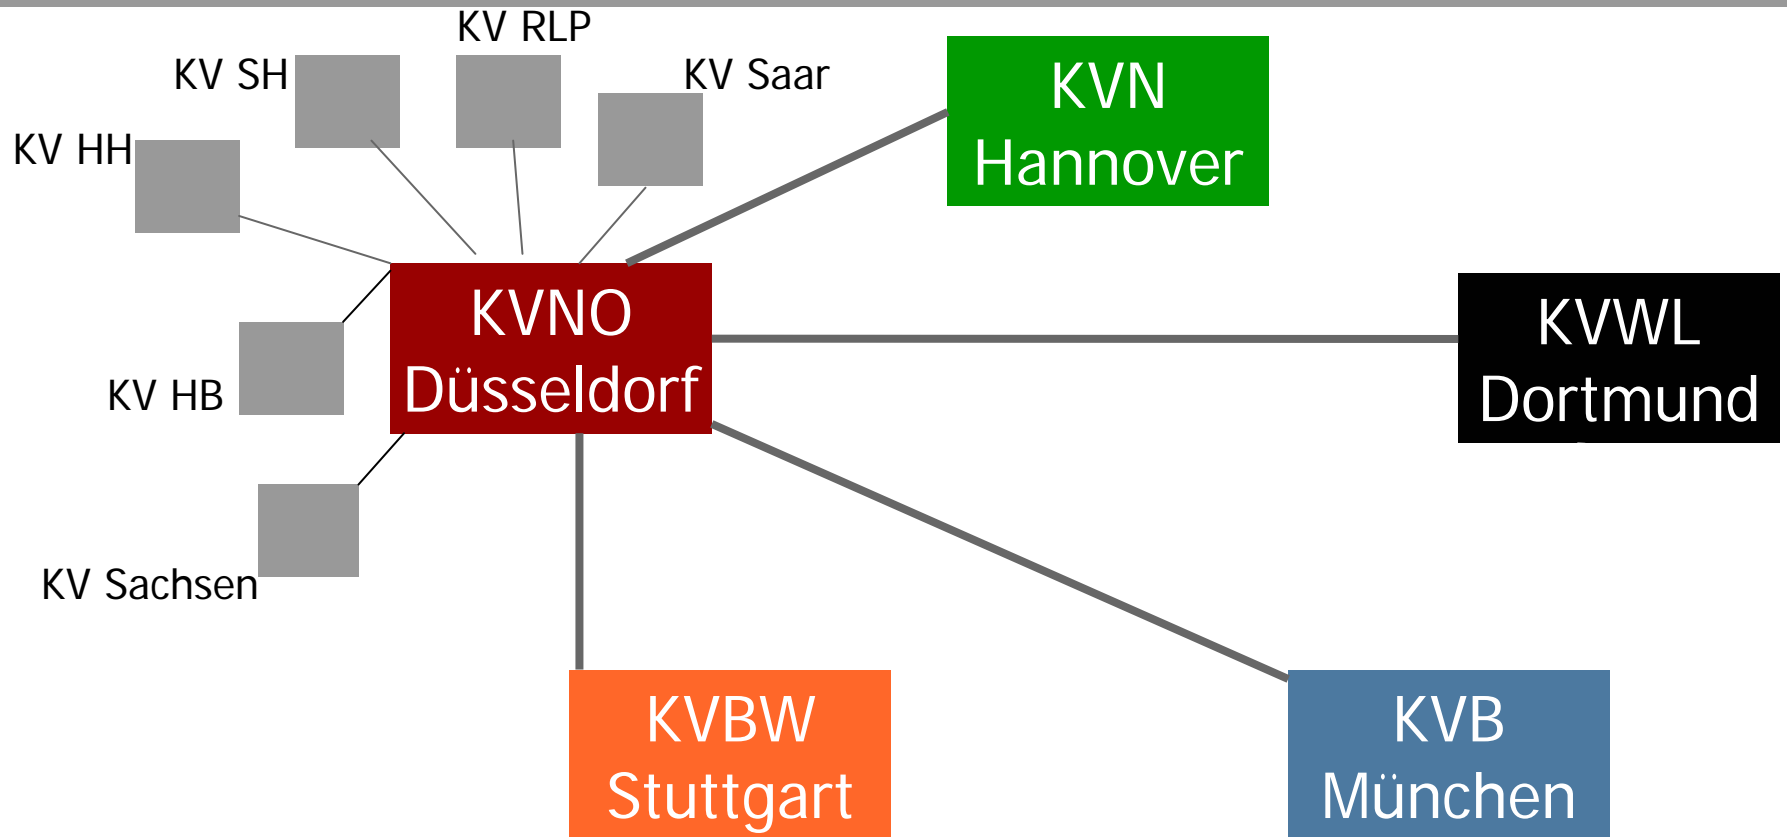 KV RLP
KV SH
KV Saar
KV HH
KVN
Hannover
KVNO
Düsseldorf
KVWL
Dortmund
KV HB
KV Sachsen
KVBW
Stuttgart
KVB
München